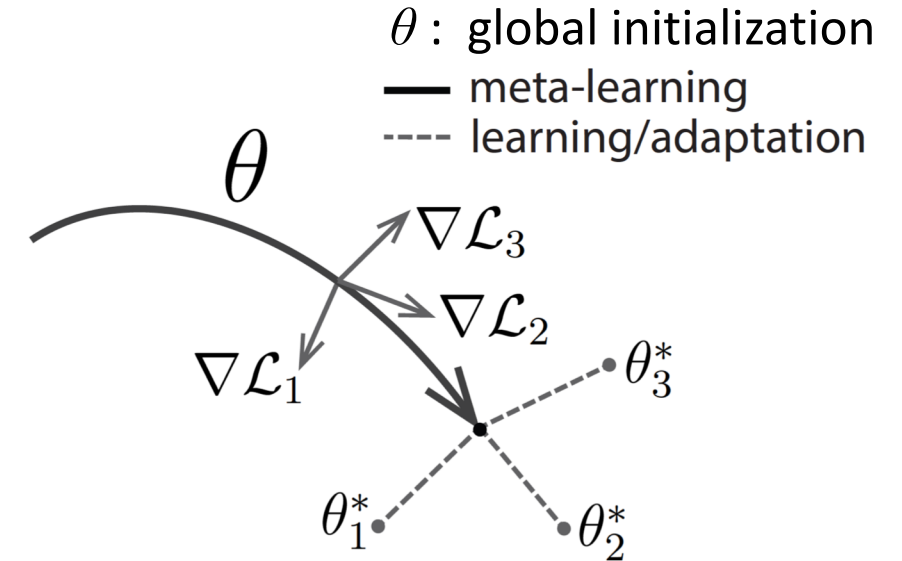 θ : global initialization
meta-learning
learning/adaptation
θ
∇ℒ₃
∇ℒ₂
∇ℒ₁
θ₃*
θ₁*
θ₂*